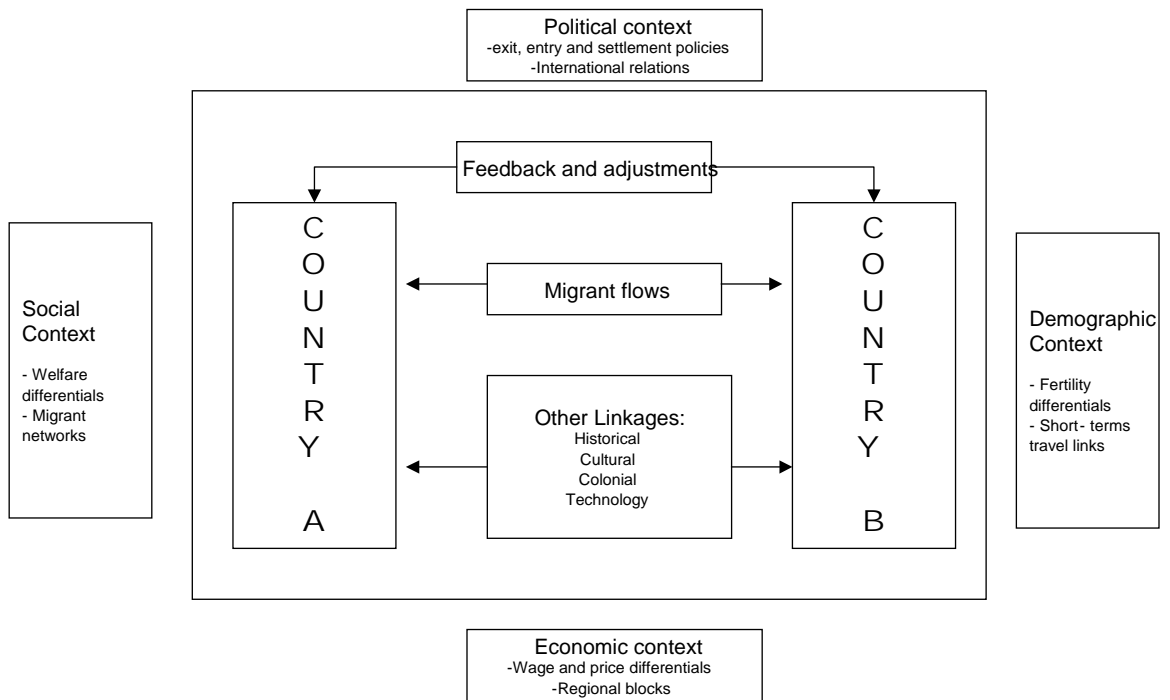 Political context
-exit, entry and settlement policies
-International relations
Feedback and adjustments
COUNTRY A
COUNTRY B
Migrant flows
Social
Context
- Welfare
differentials
- Migrant
networks
Other Linkages:
Historical
Cultural
Colonial
Technology
Demographic
Context
- Fertility
differentials
- Short- terms
travel links
Economic context
-Wage and price differentials
-Regional blocks